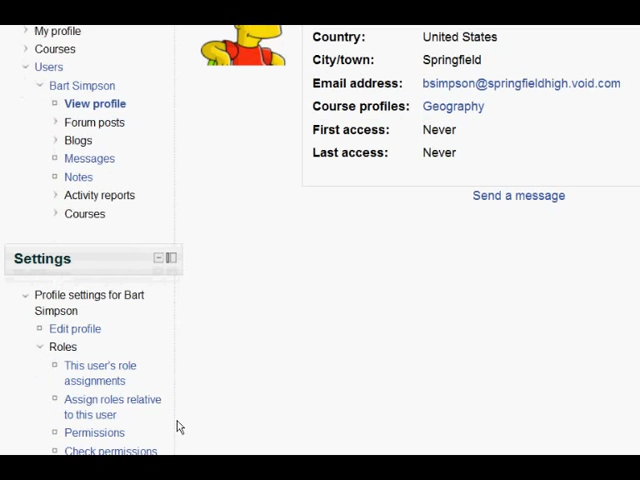 My profile
Courses
Users
Bart Simpson
View profile
Forum posts
Blogs
Messages
Notes
Activity reports
Courses
Settings
Profile settings for Bart
Simpson
Edit profile
Roles
This user's role
assignments
Assign roles relative
to this user
Permissions
Check permissions
Country: United States
City/town: Springfield
Email address: bsimpson@springfieldhigh.void.com
Course profiles: Geography
First access: Never
Last access: Never
Send a message